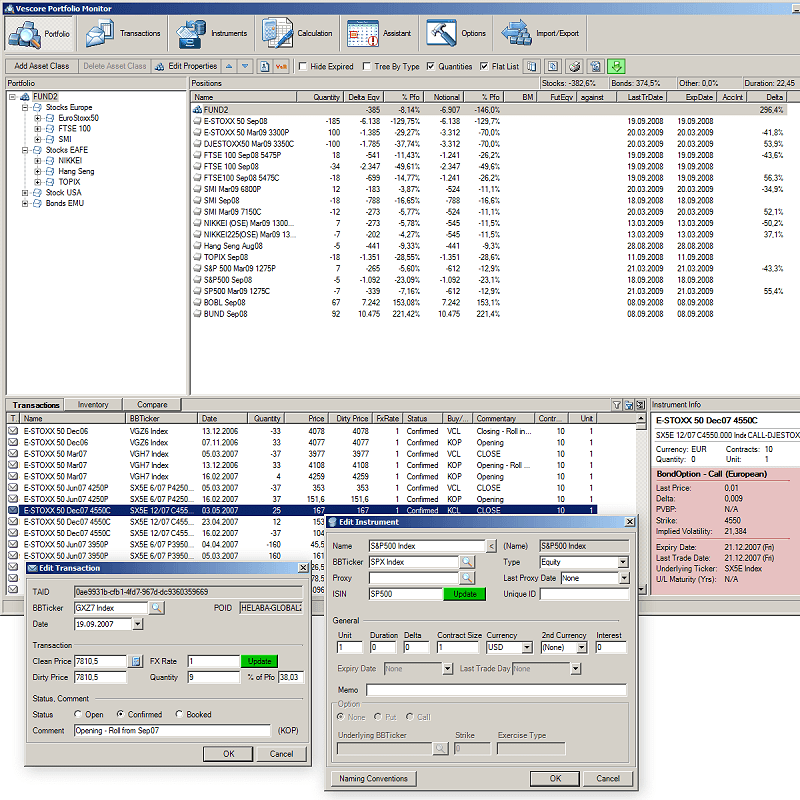 Vescore Portfolio Monitor
Portfolio Transactions Instruments Calculation Assistant Options Import/Export
Add Asset Class Delete Asset Class Edit Properties Hide Expired Tree By Type Quantities Flat List
Portfolio
FUND2
Stocks Europe
EuroStoxx50
FTSE 100
SMI
Stocks EAFE
NIKKEI
Hang Seng
TOPIX
Stock USA
Bonds EMU
Positions Stocks: -382,6% Bonds: 374,5% Other: 0,0% Duration: 22,45
Name Quantity Delta Eqv % Pfo Notional % Pfo BM FutEqv against LastTrDate ExpDate AccInt Delta
FUND2 -385 -8,14% -6.907 -146,0% 296,4%
E-STOXX 50 Sep08 -185 -6.138 -129,75% -6.138 -129,7% 19.09.2008 19.09.2008
E-STOXX 50 Mar09 3300P 100 -1.385 -29,27% -3.312 -70,0% 20.03.2009 20.03.2009 -41,8%
DJESTOXX50 Mar09 3350C -100 -1.785 -37,74% -3.312 -70,0% 20.03.2009 20.03.2009 53,9%
FTSE 100 Sep08 5475P 18 -541 -11,43% -1.241 -26,2% 19.09.2008 19.09.2008 -43,6%
FTSE 100 Sep08 -34 -2.347 -49,61% -2.347 -49,6% 19.09.2008 19.09.2008
FTSE100 Sep08 5475C -18 -699 -14,77% -1.241 -26,2% 19.09.2008 19.09.2008 56,3%
SMI Mar09 6800P 12 -183 -3,87% -524 -11,1% 20.03.2009 20.03.2009 -34,9%
SMI Sep08 -18 -788 -16,65% -788 -16,6% 18.09.2008 18.09.2008
SMI Mar09 7150C -12 -273 -5,77% -524 -11,1% 20.03.2009 20.03.2009 52,1%
NIKKEI (OSE) Mar09 1300... 7 -273 -5,78% -545 -11,5% 13.03.2009 13.03.2009 -50,2%
NIKKEI225(OSE) Mar09 13... -7 -202 -4,27% -545 -11,5% 13.03.2009 13.03.2009 37,1%
Hang Seng Aug08 -5 -441 -9,33% -441 -9,3% 28.08.2008 28.08.2008
TOPIX Sep08 -18 -1.351 -28,55% -1.351 -28,6% 11.09.2008 11.09.2008
S&P 500 Mar09 1275P 7 -265 -5,60% -612 -12,9% 21.03.2009 21.03.2009 -43,3%
S&P500 Sep08 -5 -1.092 -23,09% -1.092 -23,1% 18.09.2008 18.09.2008
SP500 Mar09 1275C -7 -339 -7,16% -612 -12,9% 21.03.2009 21.03.2009 55,4%
BOBL Sep08 67 7.242 153,08% 7.242 153,1% 08.09.2008 08.09.2008
BUND Sep08 92 10.475 221,42% 10.475 221,4% 08.09.2008 08.09.2008
Transactions Inventory Compare
T Name BBTicker Date Quantity Price Dirty Price FxRate Status Buy/... Commentary Contr... Unit
E-STOXX 50 Dec06 VGZ6 Index 13.12.2006 -33 4078 4078 1 Confirmed VCL Closing - Roll in... 10 1
E-STOXX 50 Dec06 VGZ6 Index 07.11.2006 33 4077 4077 1 Confirmed KOP Opening 10 1
E-STOXX 50 Mar07 VGH7 Index 03.05.2007 -37 3977 3977 1 Confirmed VCL CLOSE 10 1
E-STOXX 50 Mar07 VGH7 Index 13.12.2006 33 4108 4108 1 Confirmed KOP Opening - Roll ... 10 1
E-STOXX 50 Mar07 VGH7 Index 16.02.2007 4 4259 4259 1 Confirmed KOP Opening 10 1
E-STOXX 50 Jun07 4250P SX5E 6/07 P4250... 03.05.2007 -37 353 353 1 Confirmed VCL CLOSE 10 1
E-STOXX 50 Jun07 4250P SX5E 6/07 P4250... 16.02.2007 37 151,6 151,6 1 Confirmed KOP Opening 10 1
E-STOXX 50 Dec07 4550C SX5E 12/07 C455... 03.05.2007 25 167 167 1 Confirmed KCL CLOSE 10 1
E-STOXX 50 Dec07 4550C SX5E 12/07 C455... 23.04.2007 12 153
E-STOXX 50 Dec07 4550C SX5E 12/07 C455... 16.02.2007 -37 104
E-STOXX 50 Jun07 3950P SX5E 6/07 P3950... 23.04.2007 -160 45,5
E-STOXX 50 Jun07 3950P SX5E 6/07 P3950... 03.05.2007 160 161
Instrument Info
E-STOXX 50 Dec07 4550C
SX5E 12/07 C4550.000 Inde CALL-DJESTOX
Currency: EUR Contracts: 10
Quantity: 0 Unit: 1
BondOption - Call (European)
Last Price: 0,01
Delta: 0,009
PVBP: N/A
Strike: 4550
Implied Volatility: 21,384
Expiry Date: 21.12.2007 (Fri)
Last Trade Date: 21.12.2007 (Fri)
Underlying Ticker: SX5E Index
U/L Maturity (Yrs): N/A
Edit Transaction
TAID 0ae9931b-cfb1-4fd7-967d-dc9360359669
BBTicker GXZ7 Index POID HELABA-GLOBAL
Date 19.09.2007
Transaction
Clean Price 7810,5 FX Rate 1 Update
Dirty Price 7810,5 Quantity 9 % of Pfo 38,03
Status, Comment
Status Open Confirmed Booked
Comment Opening - Roll from Sep07 (KOP)
OK Cancel
Edit Instrument
Name S&P500 Index < (Name) S&P500 Index
BBTicker SPX Index Type Equity
Proxy Last Proxy Date None
ISIN SP500 Update Unique ID
General
Unit Duration Delta Contract Size Currency 2nd Currency Interest
1 0 0 1 USD (None) 0
Expiry Date None Last Trade Day None
Memo
Option
None Put Call
Underlying BBTicker Strike Exercise Type
0
Naming Conventions OK Cancel